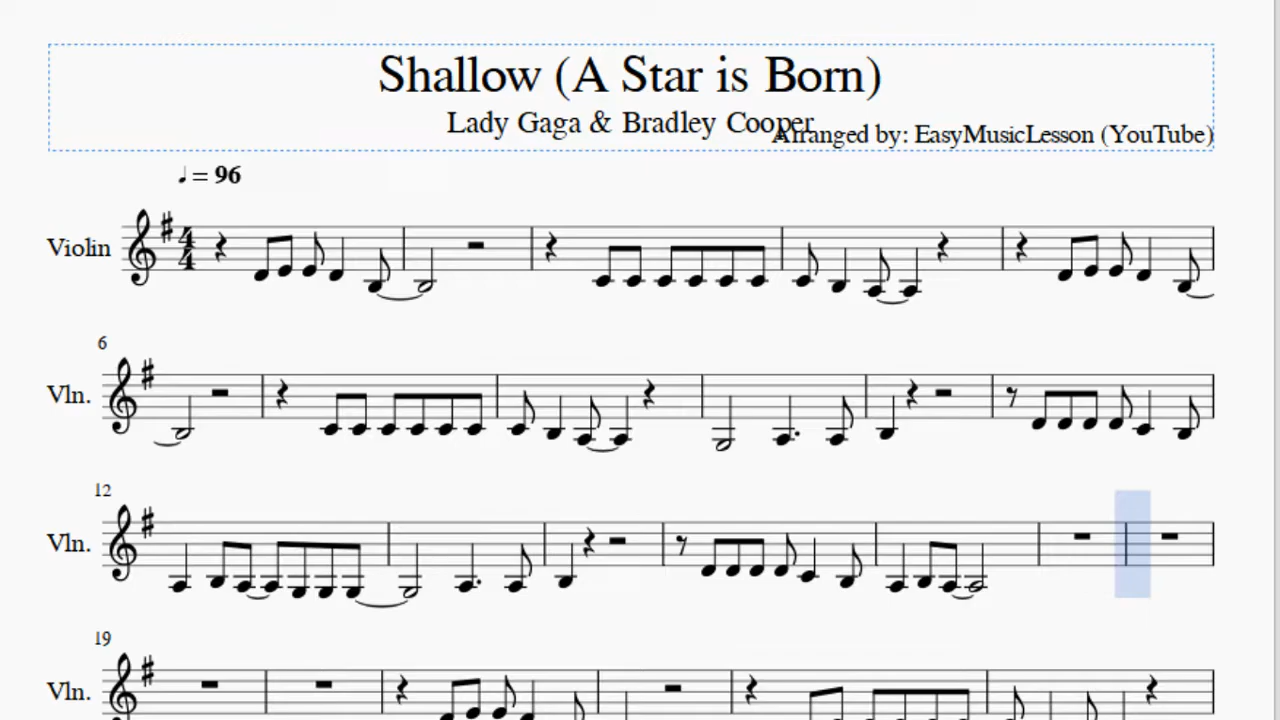 Shallow (A Star is Born)
Lady Gaga & Bradley Cooper
Arranged by: EasyMusicLesson (YouTube)
♩ = 96
Violin
4
4
6
Vln.
12
Vln.
19
Vln.